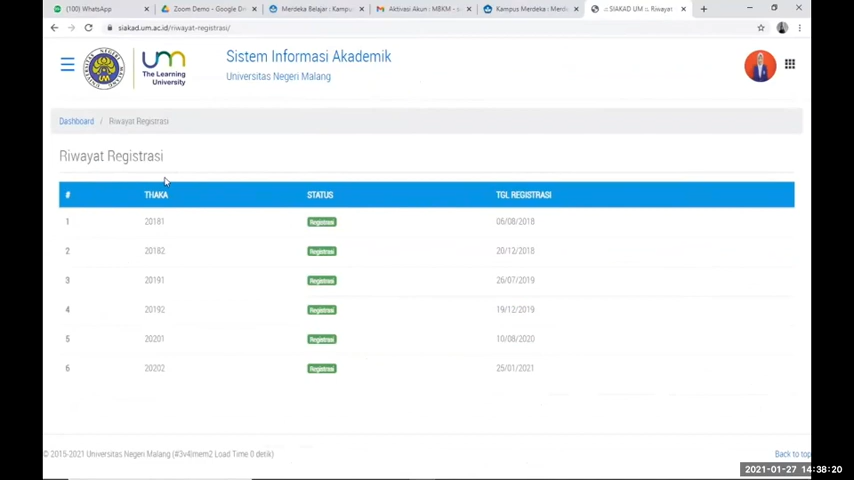 (100) WhatsApp
Zoom Demo - Google D
Merdeka Belajar : Kampu
Aktivasi Akun : MBKM - 
Kampus Merdeka : Merd
:: SIAKAD UM :: Riwaya
siakad.um.ac.id/riwayat-registrasi/
um
The Learning
University
Sistem Informasi Akademik
Universitas Negeri Malang
Dashboard / Riwayat Registrasi
Riwayat Registrasi
# THAKA STATUS TGL REGISTRASI
1 20181 Registrasi 06/08/2018
2 20182 Registrasi 20/12/2018
3 20191 Registrasi 26/07/2019
4 20192 Registrasi 19/12/2019
5 20201 Registrasi 10/08/2020
6 20202 Registrasi 25/01/2021
© 2015-2021 Universitas Negeri Malang (#3v4lmem2 Load Time 0 detik)
Back to top
2021-01-27 14:38:20